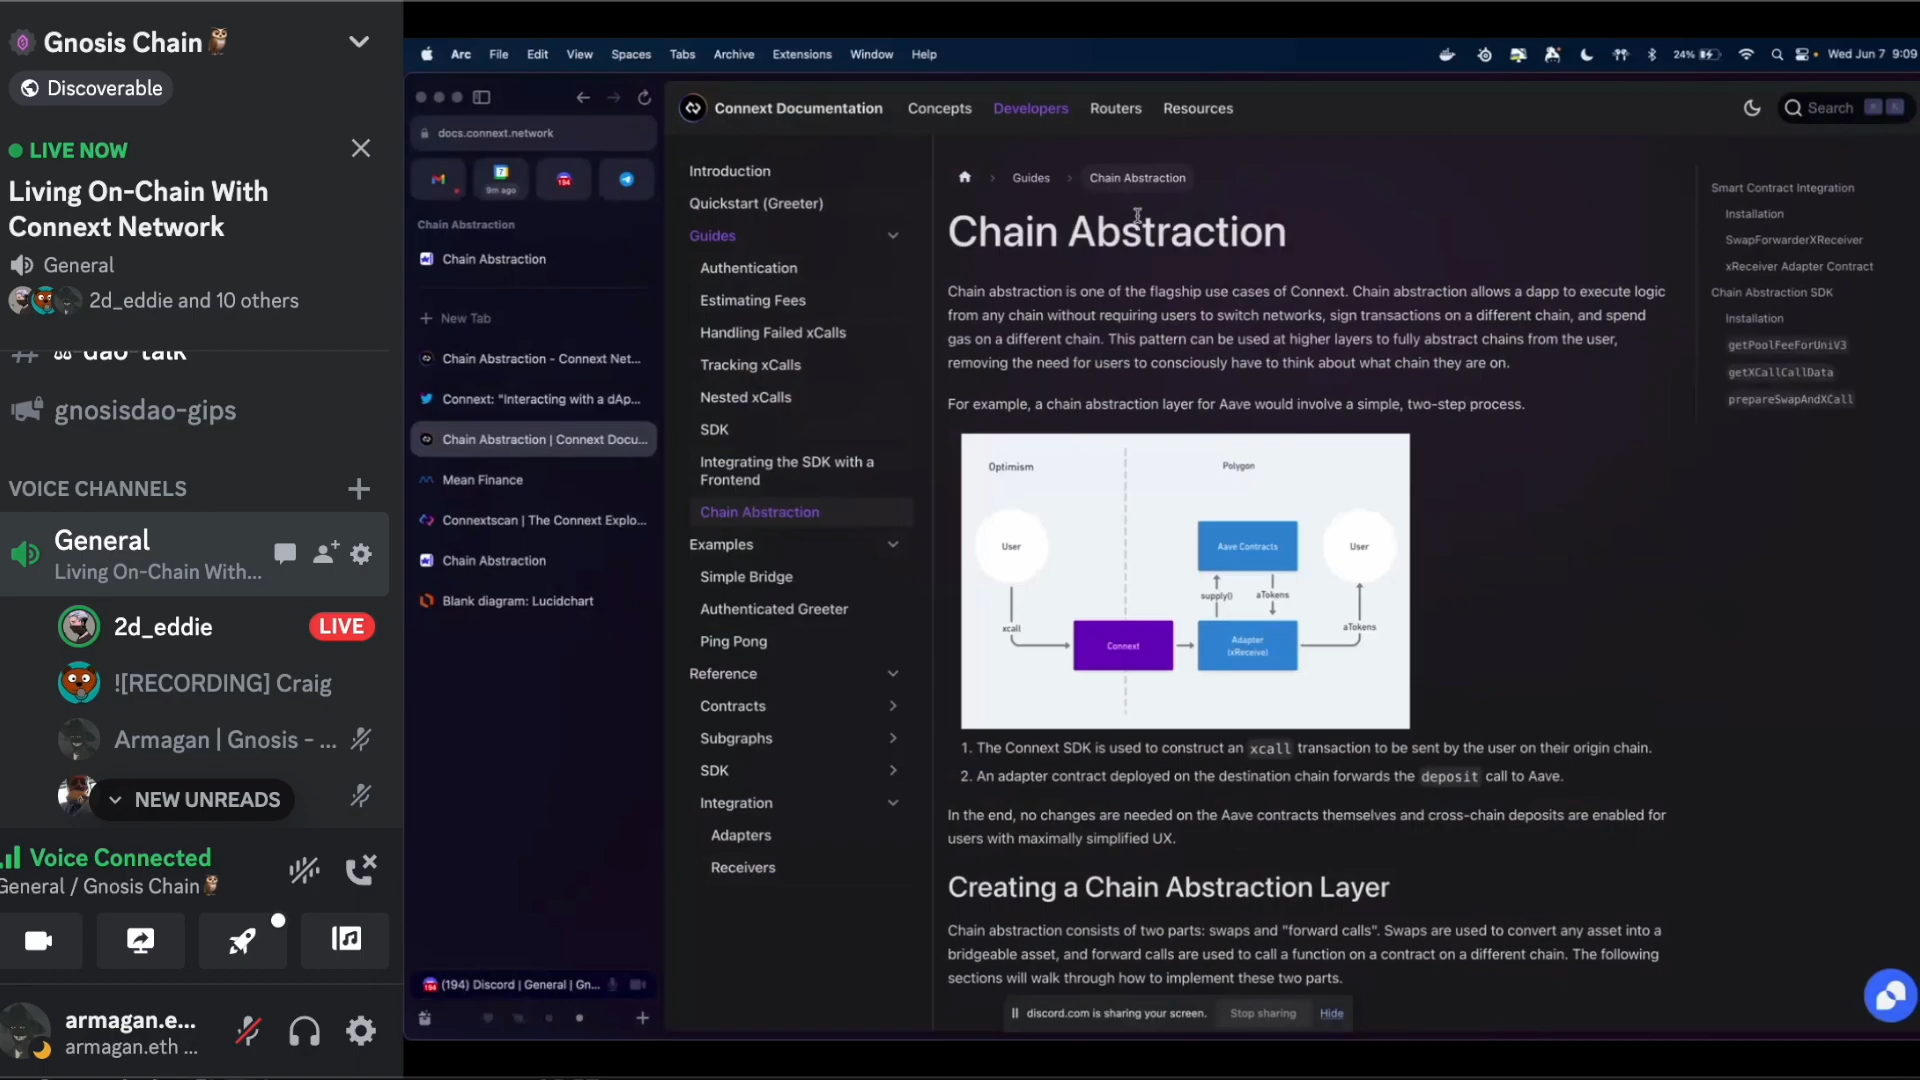 Gnosis Chain
Discoverable
LIVE NOW
Living On-Chain With
Connext Network
General
2d_eddie and 10 others
dao-talk
gnosisdao-gips
VOICE CHANNELS
General
Living On-Chain With...
2d_eddie
LIVE
![RECORDING] Craig
Armagan | Gnosis - ...
NEW UNREADS
Voice Connected
General / Gnosis Chain
armagan.e...
armagan.eth ...
Arc File Edit View Spaces Tabs Archive Extensions Window Help
24%
Wed Jun 7 9:09
docs.connext.network
7
9m ago
194
Chain Abstraction
Chain Abstraction
+ New Tab
Chain Abstraction - Connext Net...
Connext: "Interacting with a dAp...
Chain Abstraction | Connext Docu...
Mean Finance
Connextscan | The Connext Explo...
Chain Abstraction
Blank diagram: Lucidchart
(194) Discord | General | Gn...
Connext Documentation
Concepts
Developers
Routers
Resources
Search
K
Introduction
Quickstart (Greeter)
Guides
Authentication
Estimating Fees
Handling Failed xCalls
Tracking xCalls
Nested xCalls
SDK
Integrating the SDK with a
Frontend
Chain Abstraction
Examples
Simple Bridge
Authenticated Greeter
Ping Pong
Reference
Contracts
Subgraphs
SDK
Integration
Adapters
Receivers
Guides
Chain Abstraction
Chain Abstraction
Chain abstraction is one of the flagship use cases of Connext. Chain abstraction allows a dapp to execute logic
from any chain without requiring users to switch networks, sign transactions on a different chain, and spend
gas on a different chain. This pattern can be used at higher layers to fully abstract chains from the user,
removing the need for users to consciously have to think about what chain they are on.
For example, a chain abstraction layer for Aave would involve a simple, two-step process.
Optimism
Polygon
User
Aave Contracts
User
supply()
aTokens
xcall
aTokens
Connext
Adapter
(xReceive)
1. The Connext SDK is used to construct an xcall transaction to be sent by the user on their origin chain.
2. An adapter contract deployed on the destination chain forwards the deposit call to Aave.
In the end, no changes are needed on the Aave contracts themselves and cross-chain deposits are enabled for
users with maximally simplified UX.
Creating a Chain Abstraction Layer
Chain abstraction consists of two parts: swaps and "forward calls". Swaps are used to convert any asset into a
bridgeable asset, and forward calls are used to call a function on a contract on a different chain. The following
sections will walk through how to implement these two parts.
discord.com is sharing your screen.
Stop sharing
Hide
Smart Contract Integration
Installation
SwapForwarderXReceiver
xReceiver Adapter Contract
Chain Abstraction SDK
Installation
getPoolFeeForUniV3
getXCallCallData
prepareSwapAndXCall